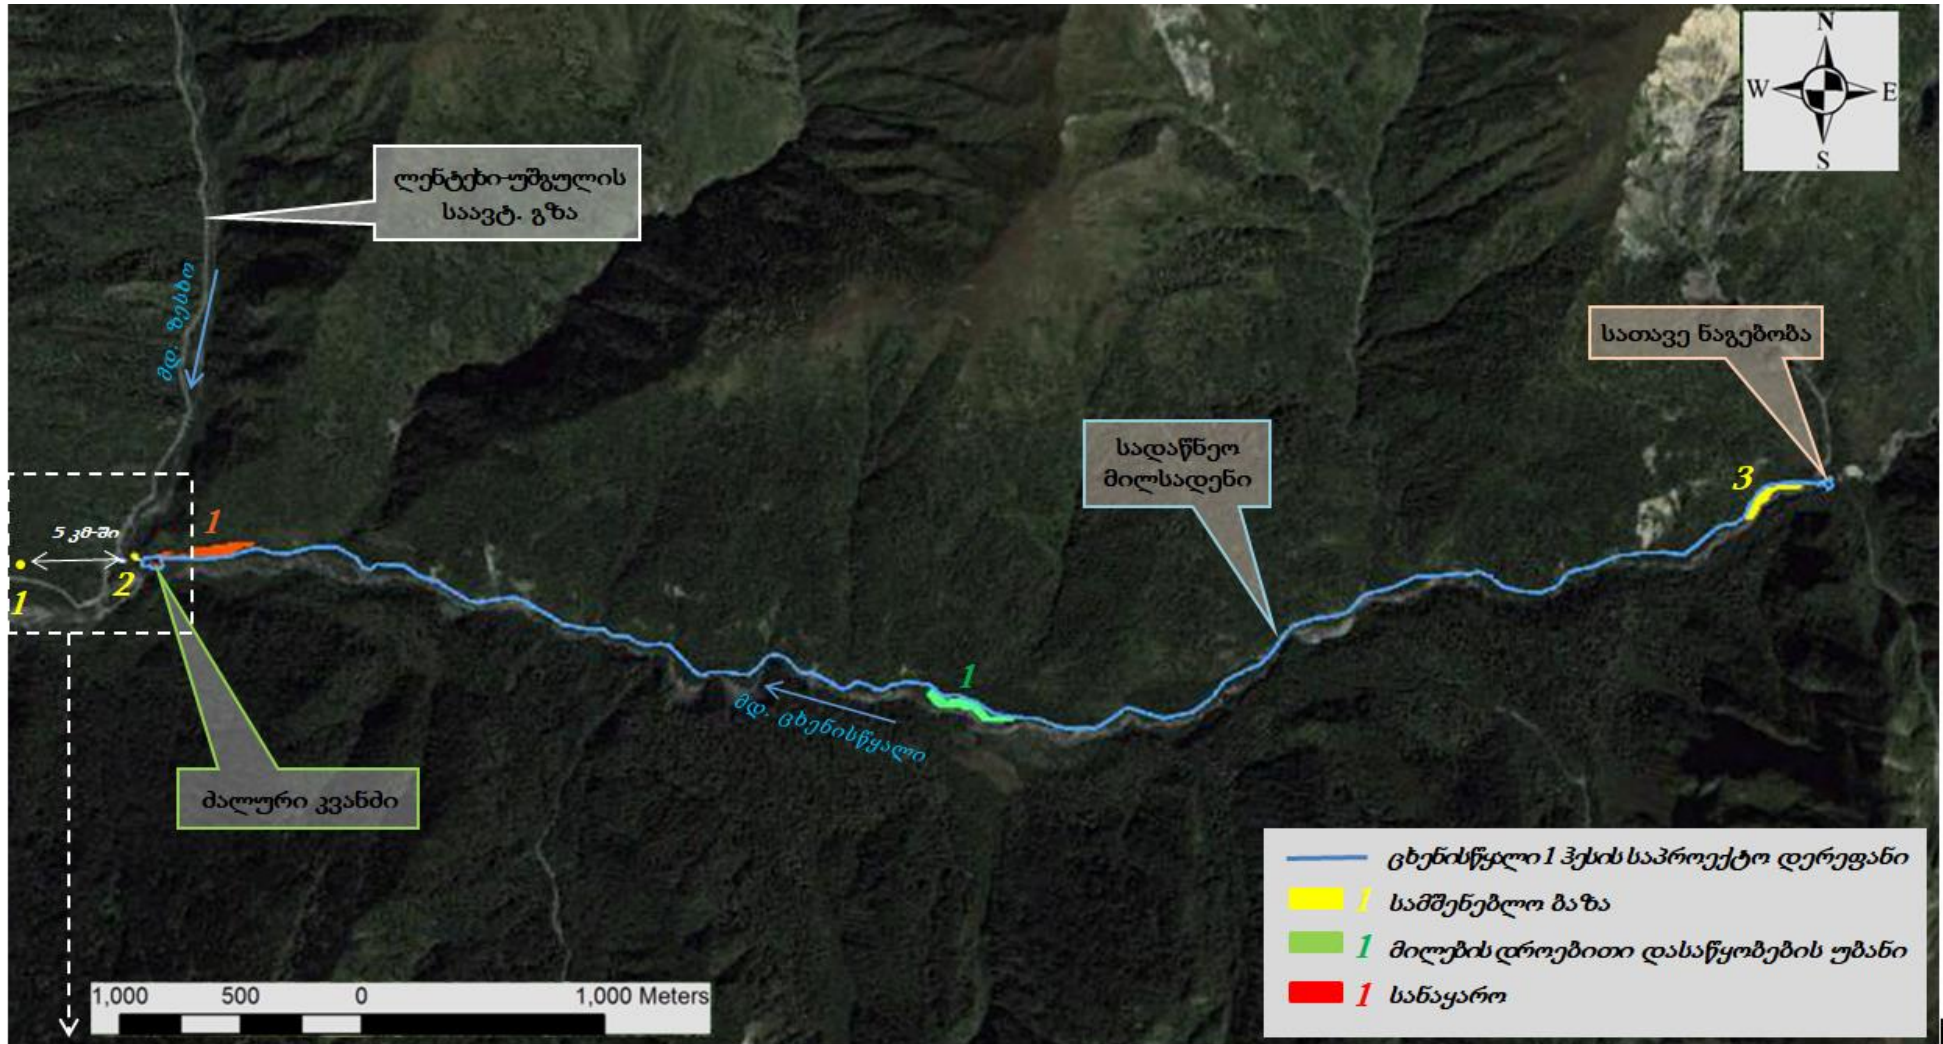 N
W E
S
ლენტეხი-უშგულის
საავტ. გზა
მდ. ზესხო
სათავე ნაგებობა
სადაწნეო
მილსადენი
3
1
5 კმ-ში
2
1
1
მდ. ცხენისწყალი
ძალური კვანძი
ცხენისწყალი 1 ჰესის საპროექტო დერეფანი
1 სამშენებლო ბაზა
1 მილების დროებითი დასაწყობების უბანი
1 სანაყარო
1,000 500 0 1,000 Meters